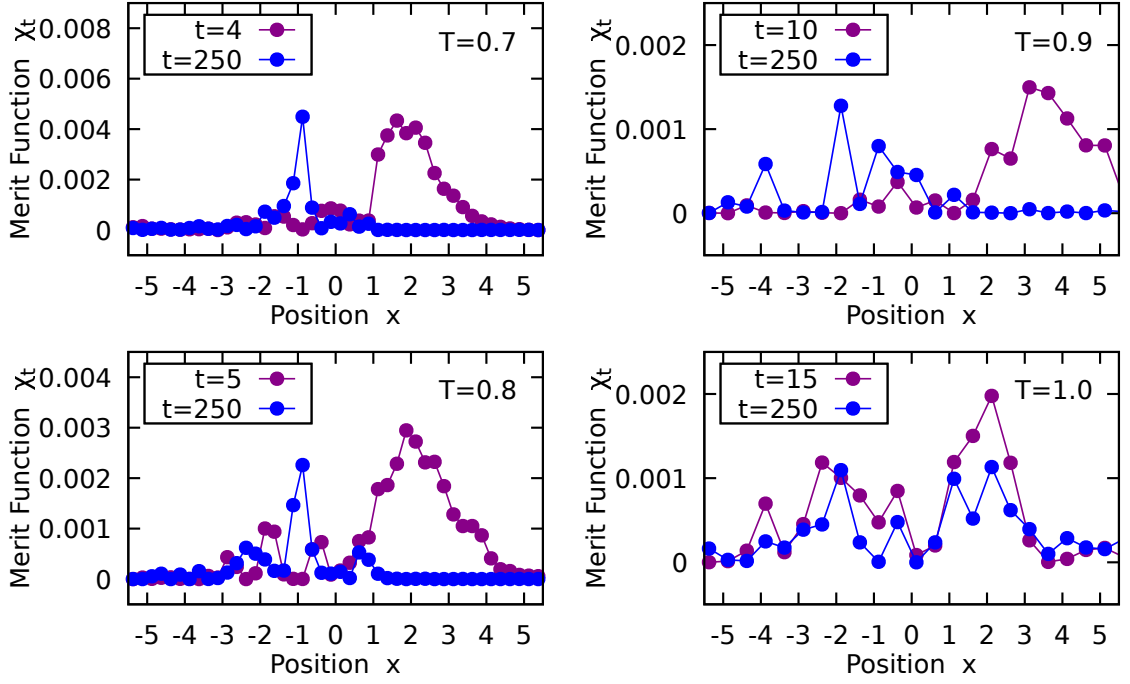 Merit Function χt
0.008
0.006
0.004
0.002
0
t=4
t=250
T=0.7
-5 -4 -3 -2 -1 0 1 2 3 4 5
Position x
Merit Function χt
0.002
0.001
0
t=10
t=250
T=0.9
-5 -4 -3 -2 -1 0 1 2 3 4 5
Position x
Merit Function χt
0.004
0.003
0.002
0.001
0
t=5
t=250
T=0.8
-5 -4 -3 -2 -1 0 1 2 3 4 5
Position x
Merit Function χt
0.002
0.001
0
t=15
t=250
T=1.0
-5 -4 -3 -2 -1 0 1 2 3 4 5
Position x